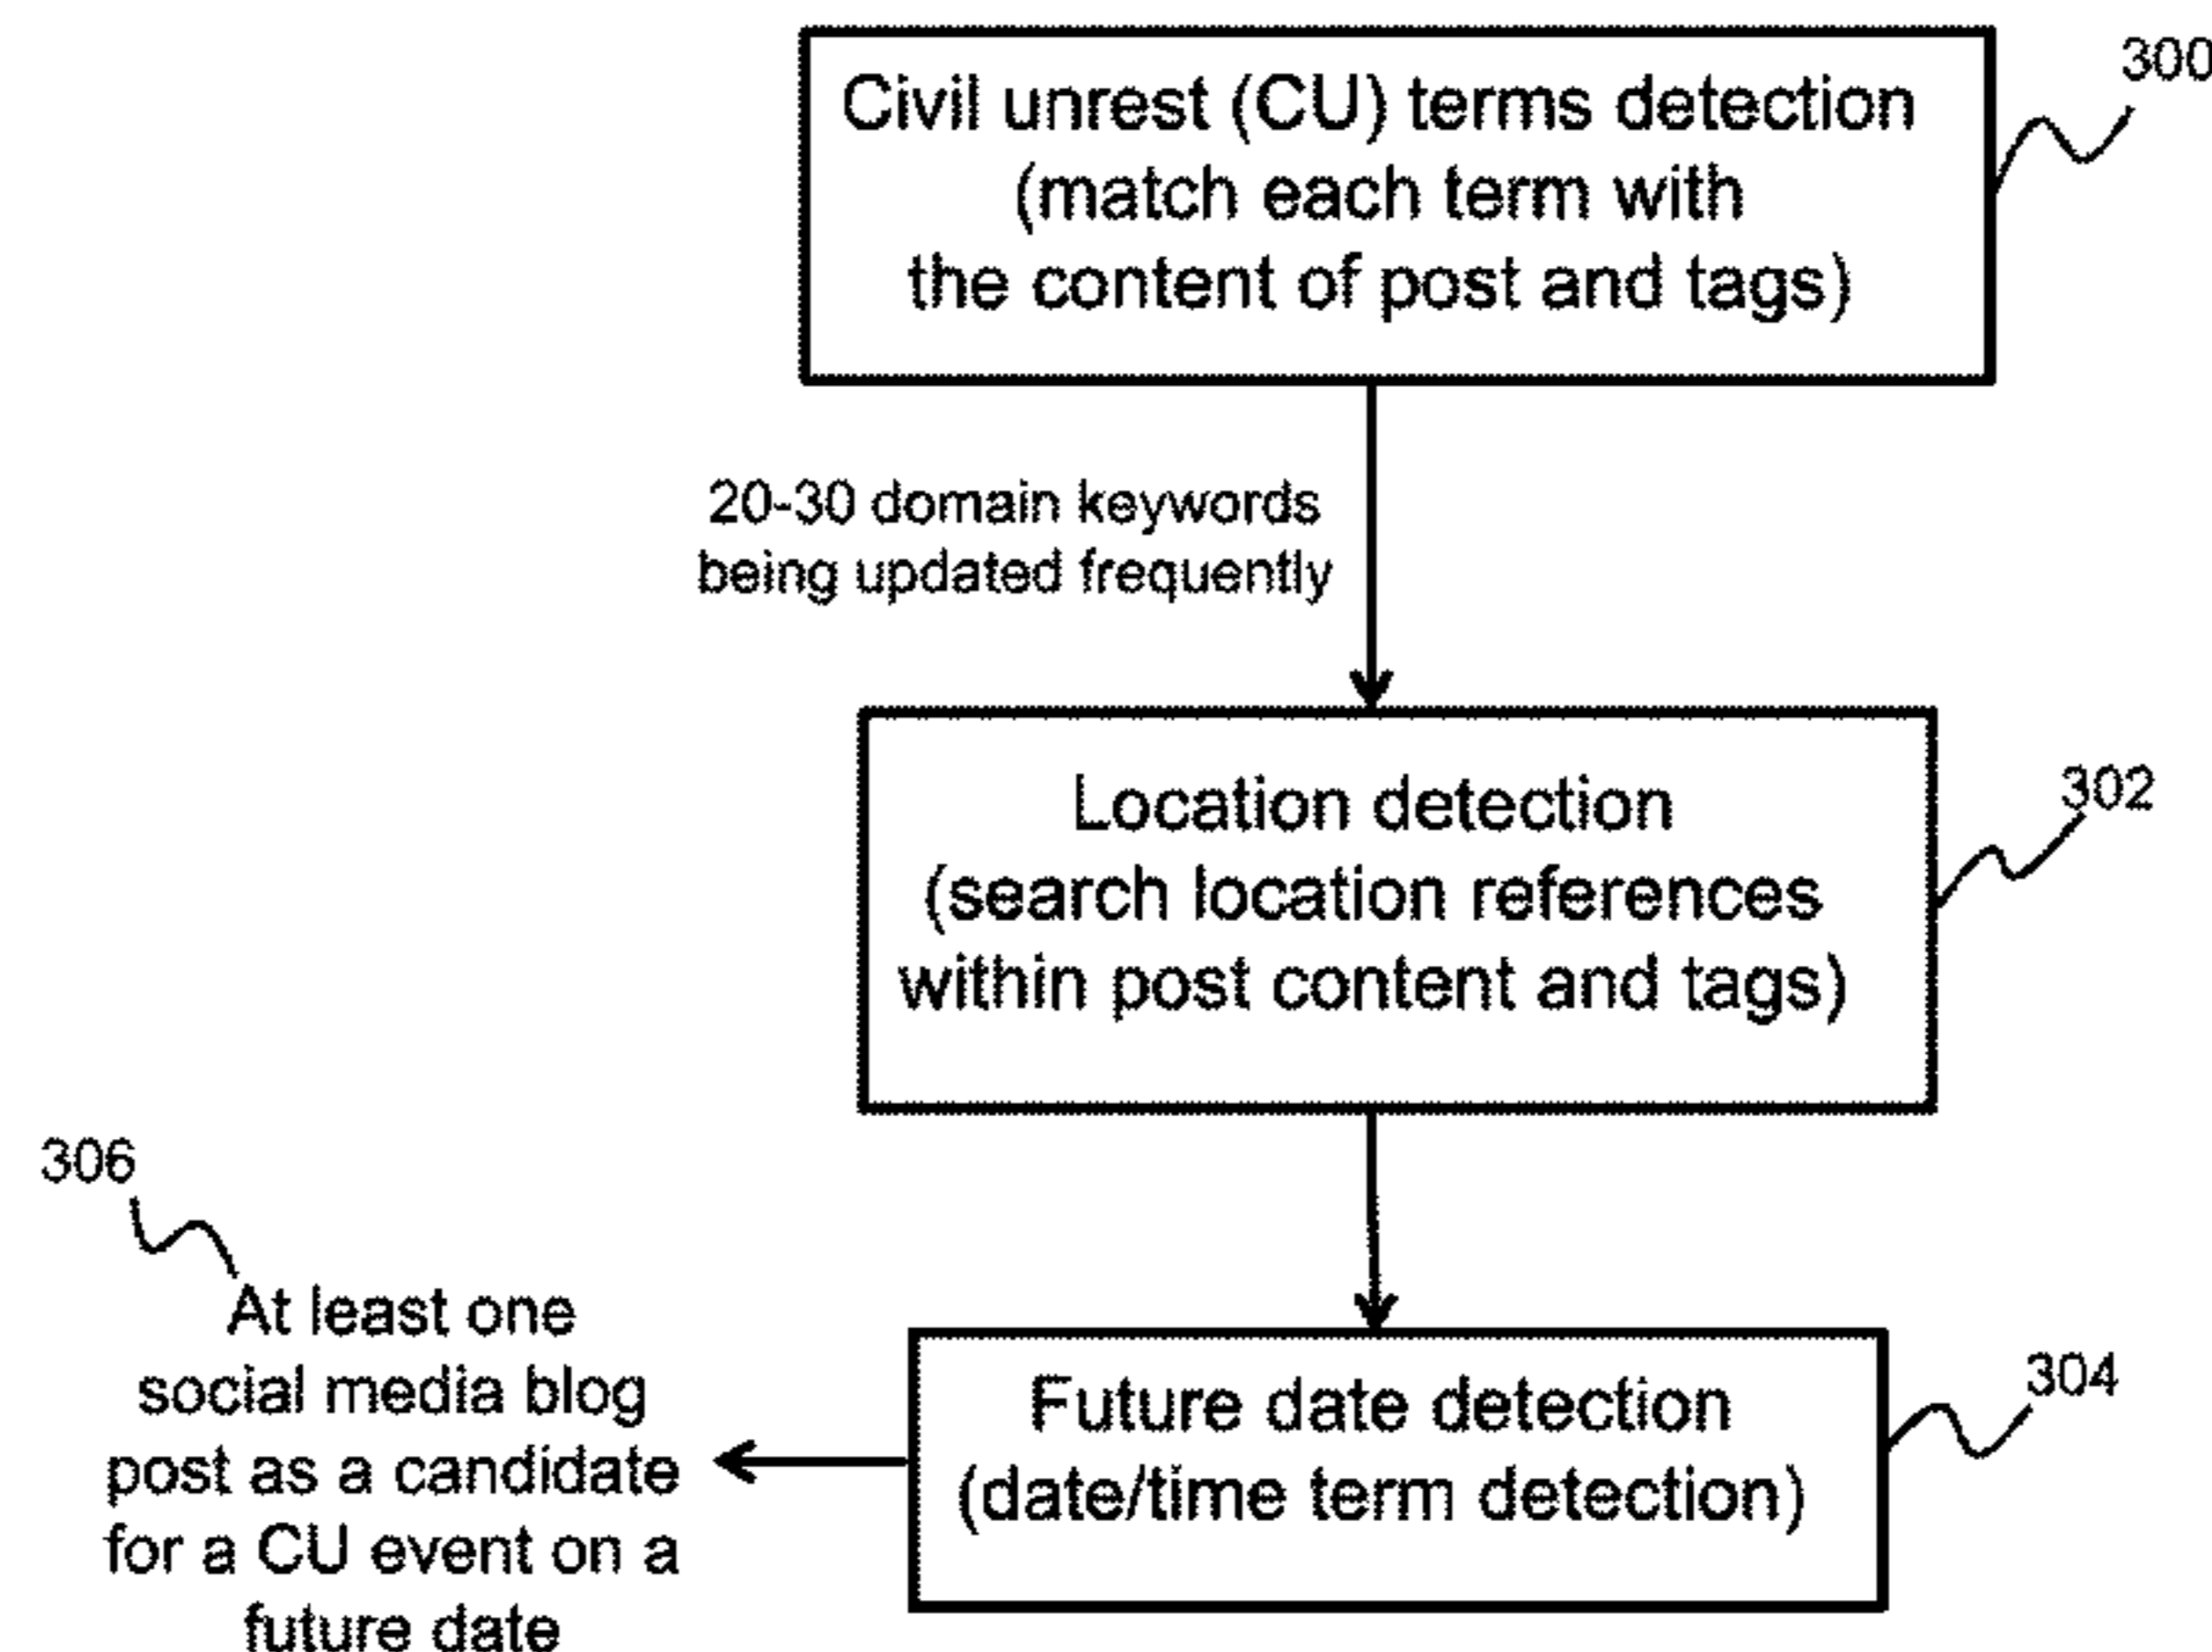 Civil unrest (CU) terms detection
(match each term with
the content of post and tags)
300
20-30 domain keywords
being updated frequently
Location detection
(search location references
within post content and tags)
302
306
At least one
social media blog
post as a candidate
for a CU event on a
future date
Future date detection
(date/time term detection)
304